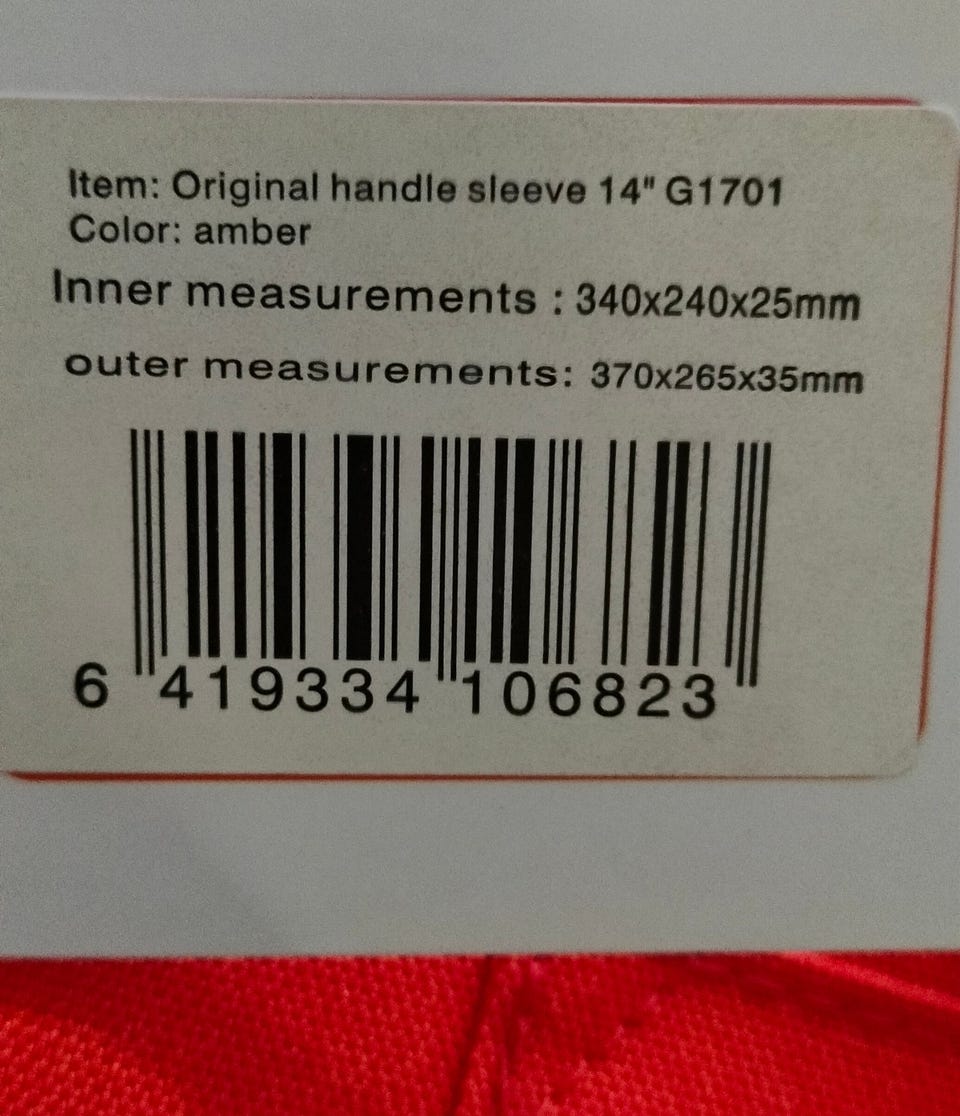 Item: Original handle sleeve 14" G1701
Color: amber
Inner measurements : 340x240x25mm
outer measurements: 370x265x35mm
6 419334 106823